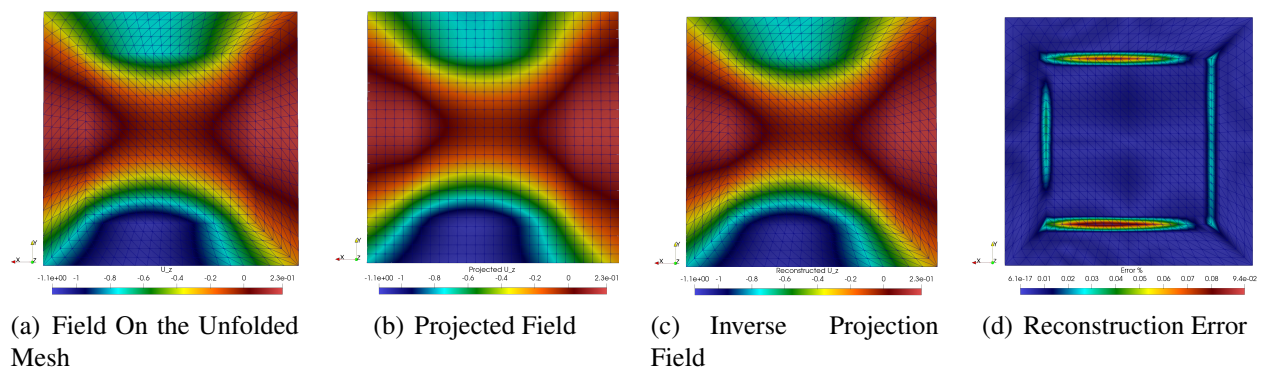 Y
X Z
U_z
-1.1e+00 -1 -0.8 -0.6 -0.4 -0.2 0 2.3e-01
Y
X Z
Projected U_z
-1.1e+00 -1 -0.8 -0.6 -0.4 -0.2 0 2.3e-01
Y
X Z
Reconstructed U_z
-1.1e+00 -1 -0.8 -0.6 -0.4 -0.2 0 2.3e-01
Y
X Z
Error %
6.1e-17 0.01 0.02 0.03 0.04 0.05 0.06 0.07 0.08 9.4e-02
(a) Field On the Unfolded
Mesh
(b) Projected Field
(c) Inverse Projection
Field
(d) Reconstruction Error